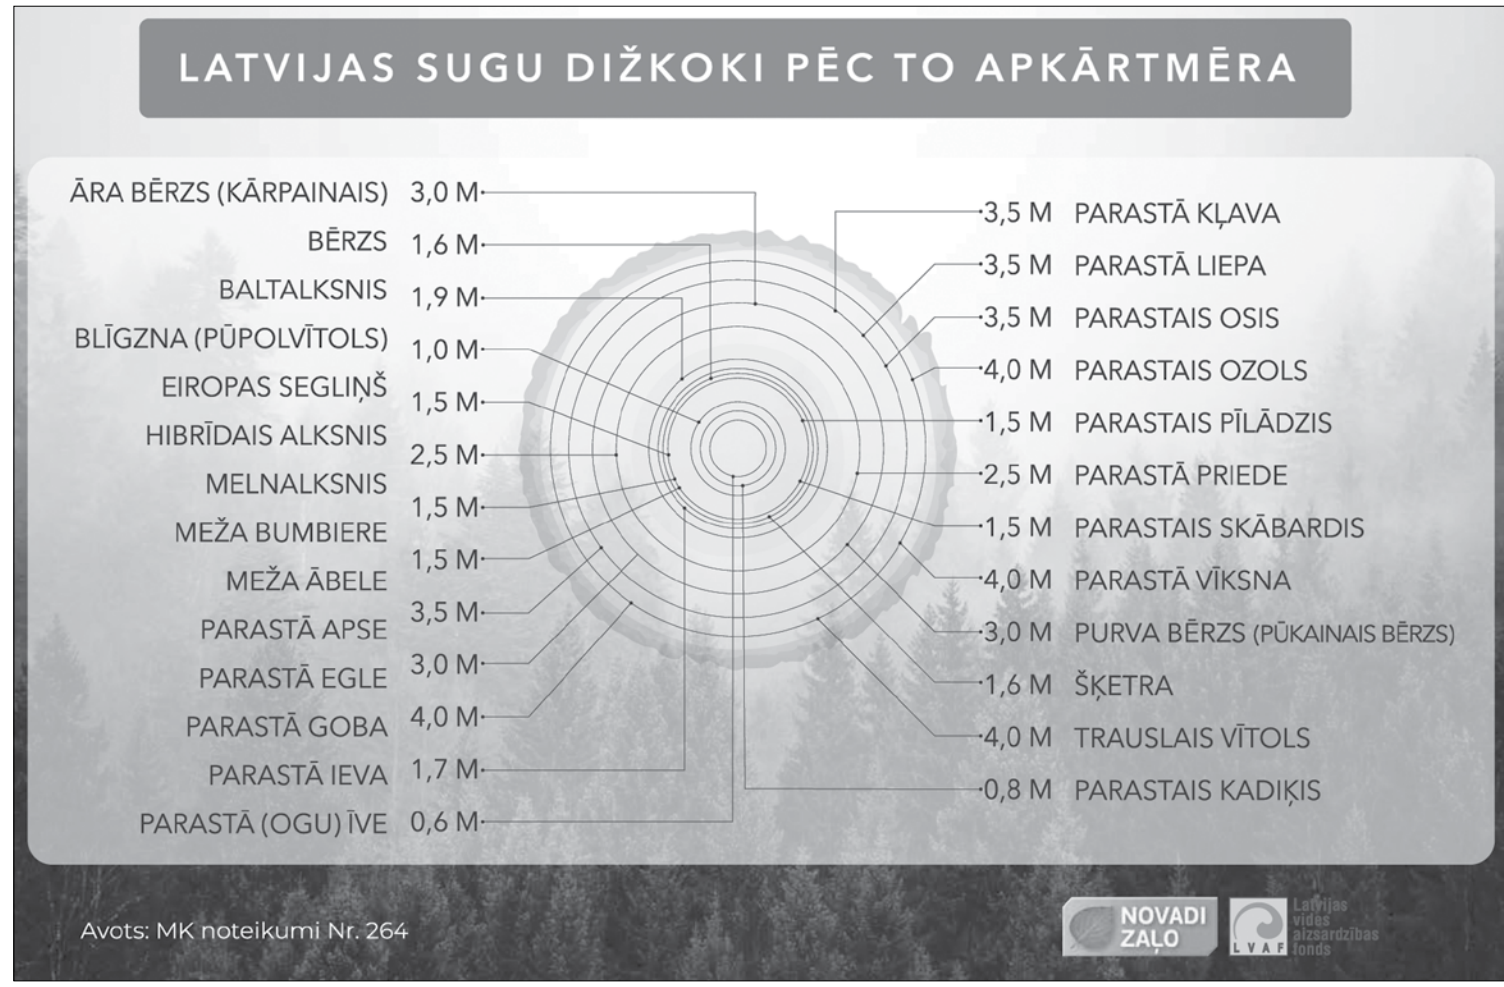 LATVIJAS SUGU DIŽKOKI PĒC TO APKĀRTMĒRA
ĀRA BĒRZS (KĀRPAINAIS) 3,0 M
BĒRZS 1,6 M
BALTALKSNIS 1,9 M
BLĪGZNA (PŪPOLVĪTOLS) 1,0 M
EIROPAS SEGLIŅŠ 1,5 M
HIBRĪDAIS ALKSNIS 2,5 M
MELNALKSNIS
MEŽA BUMBIERE 1,5 M
MEŽA ĀBELE 1,5 M
PARASTĀ APSE 3,5 M
PARASTĀ EGLE 3,0 M
PARASTĀ GOBA 4,0 M
PARASTĀ IEVA 1,7 M
PARASTĀ (OGU) ĪVE 0,6 M
3,5 M PARASTĀ KĻAVA
3,5 M PARASTĀ LIEPA
3,5 M PARASTAIS OSIS
4,0 M PARASTAIS OZOLS
1,5 M PARASTAIS PĪLĀDZIS
2,5 M PARASTĀ PRIEDE
1,5 M PARASTAIS SKĀBARDIS
4,0 M PARASTĀ VĪKSNA
3,0 M PURVA BĒRZS (PŪKAINAIS BĒRZS)
1,6 M ŠĶETRA
4,0 M TRAUSLAIS VĪTOLS
0,8 M PARASTAIS KADIĶIS
Avots: MK noteikumi Nr. 264
NOVADI
ZAĻO
LVAF
Latvijas
vides
aizsardzības
fonds